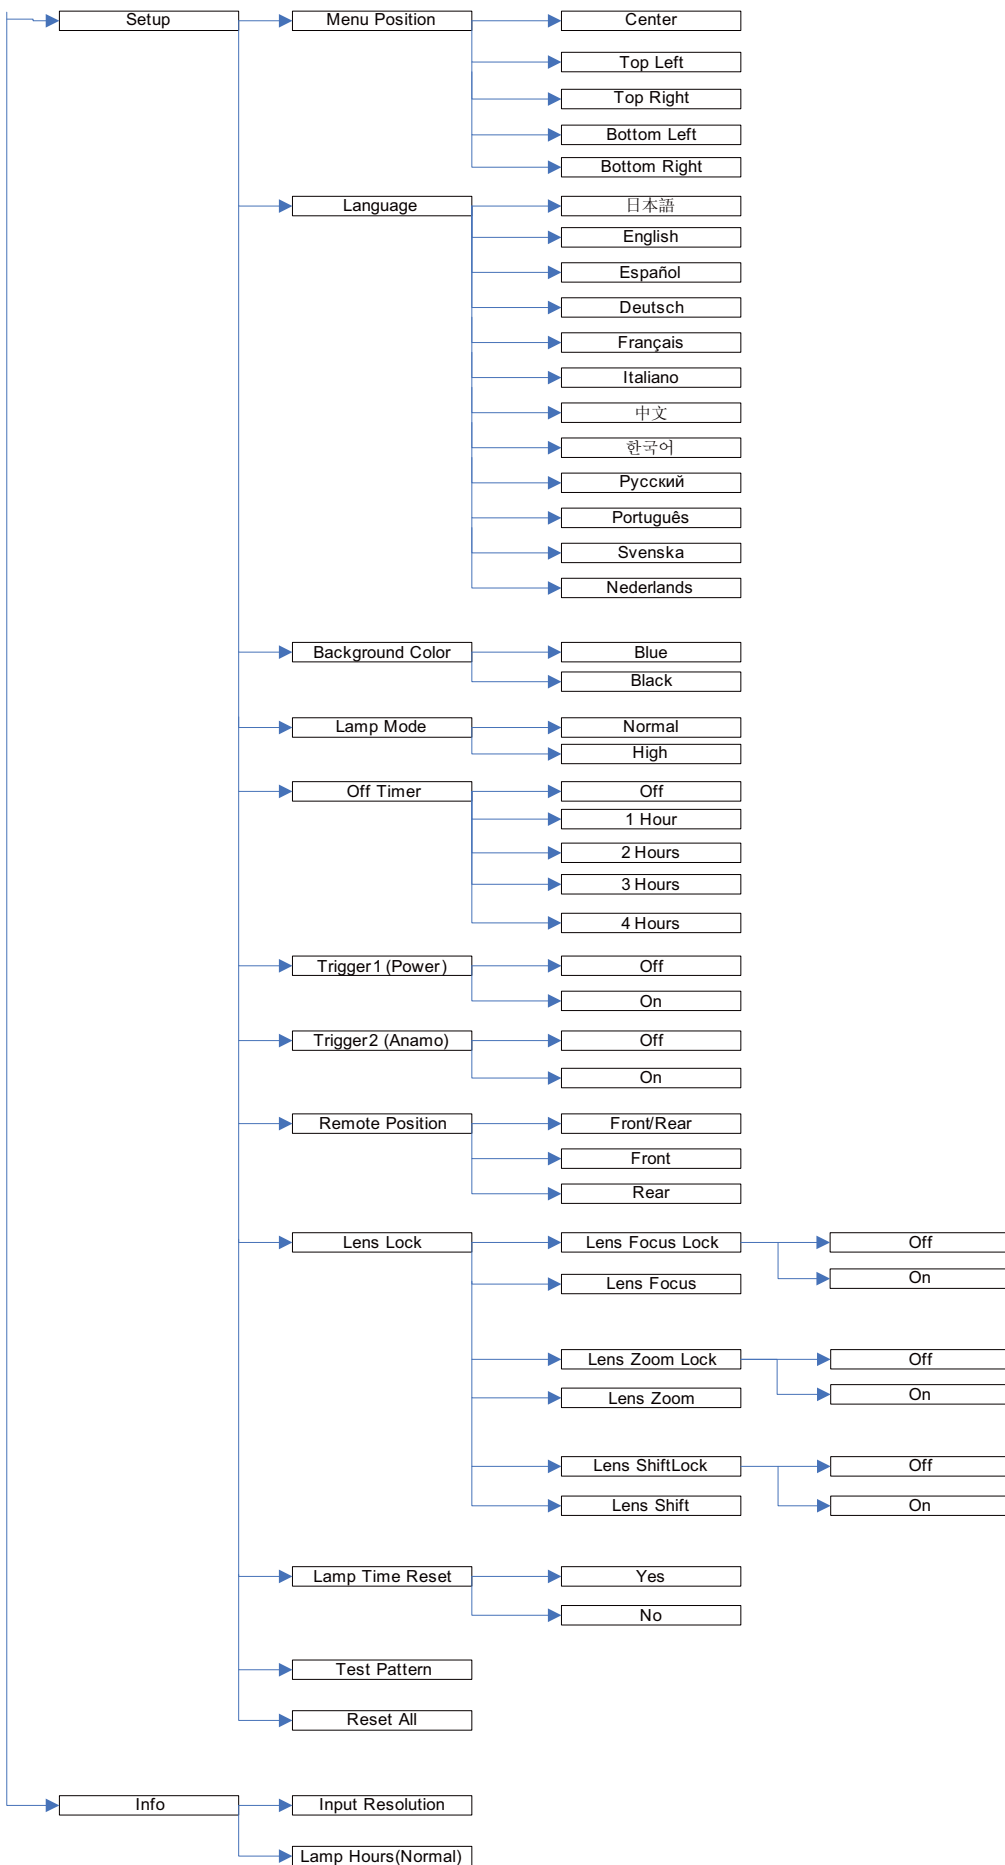 Setup
Menu Position
Center
Top Left
Top Right
Bottom Left
Bottom Right
Language
日本語
English
Español
Deutsch
Français
Italiano
中文
한국어
Русский
Português
Svenska
Nederlands
Background Color
Blue
Black
Lamp Mode
Normal
High
Off Timer
Off
1 Hour
2 Hours
3 Hours
4 Hours
Trigger1 (Power)
Off
On
Trigger2 (Anamo)
Off
On
Remote Position
Front/Rear
Front
Rear
Lens Lock
Lens Focus Lock
Off
On
Lens Focus
Lens Zoom Lock
Off
On
Lens Zoom
Lens ShiftLock
Off
On
Lens Shift
Lamp Time Reset
Yes
No
Test Pattern
Reset All
Info
Input Resolution
Lamp Hours(Normal)